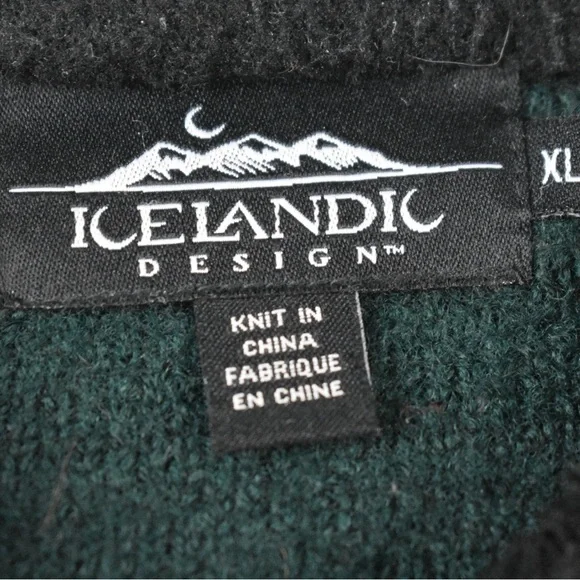 ICELANDIC
DESIGN™
XL
KNIT IN
CHINA
FABRIQUE
EN CHINE